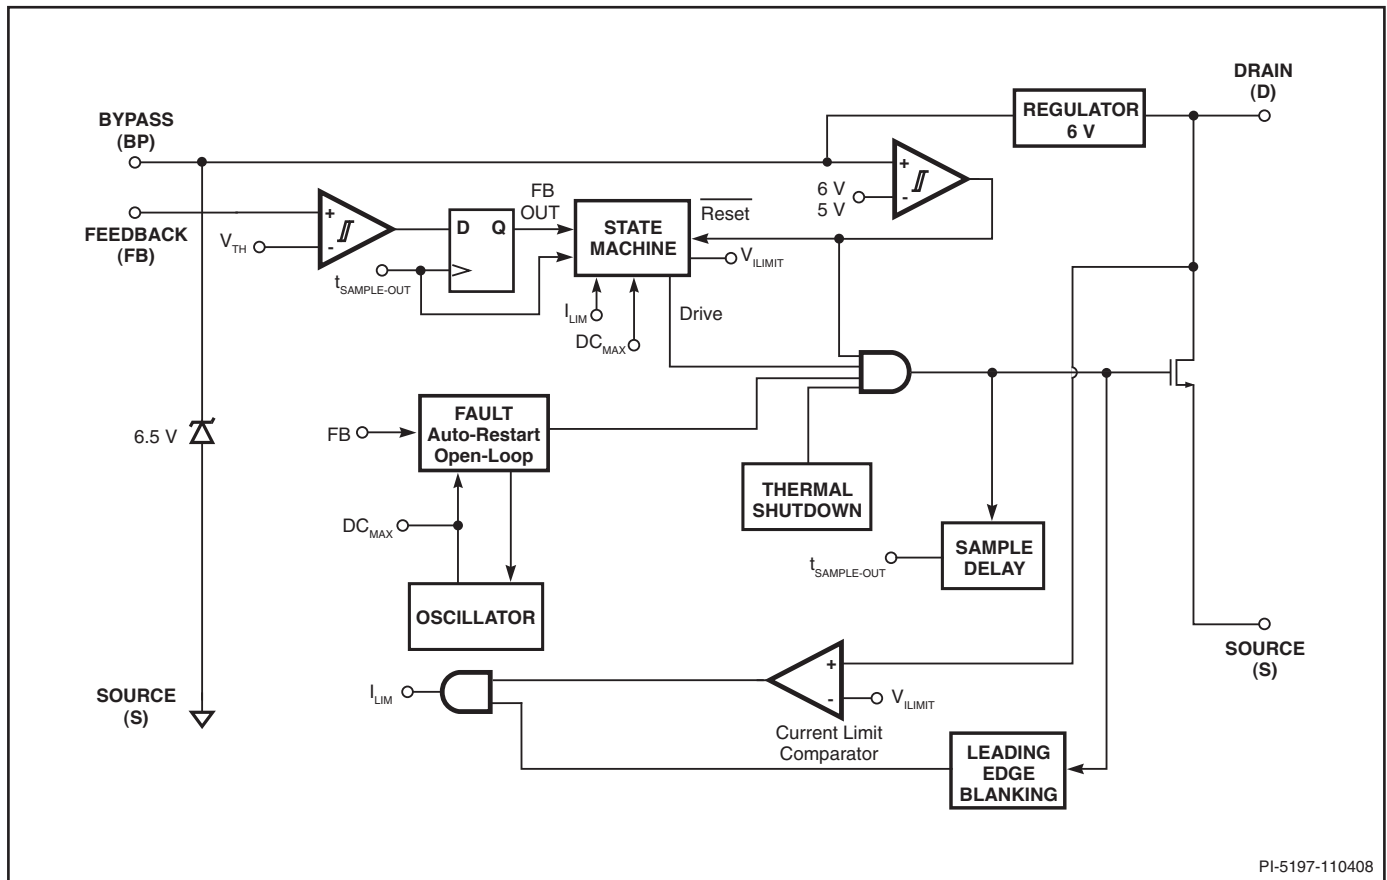 DRAIN
(D)
REGULATOR
6 V
BYPASS
(BP)
+
6 V
5 V
-
FB
OUT
Reset
FEEDBACK
(FB)
+
VTH
-
D Q
STATE
MACHINE
VILIMIT
tSAMPLE-OUT
ILIM
DCMAX
Drive
6.5 V
FB
FAULT
Auto-Restart
Open-Loop
THERMAL
SHUTDOWN
DCMAX
tSAMPLE-OUT
SAMPLE
DELAY
OSCILLATOR
SOURCE
(S)
SOURCE
(S)
ILIM
+
-
VILIMIT
Current Limit
Comparator
LEADING
EDGE
BLANKING
PI-5197-110408